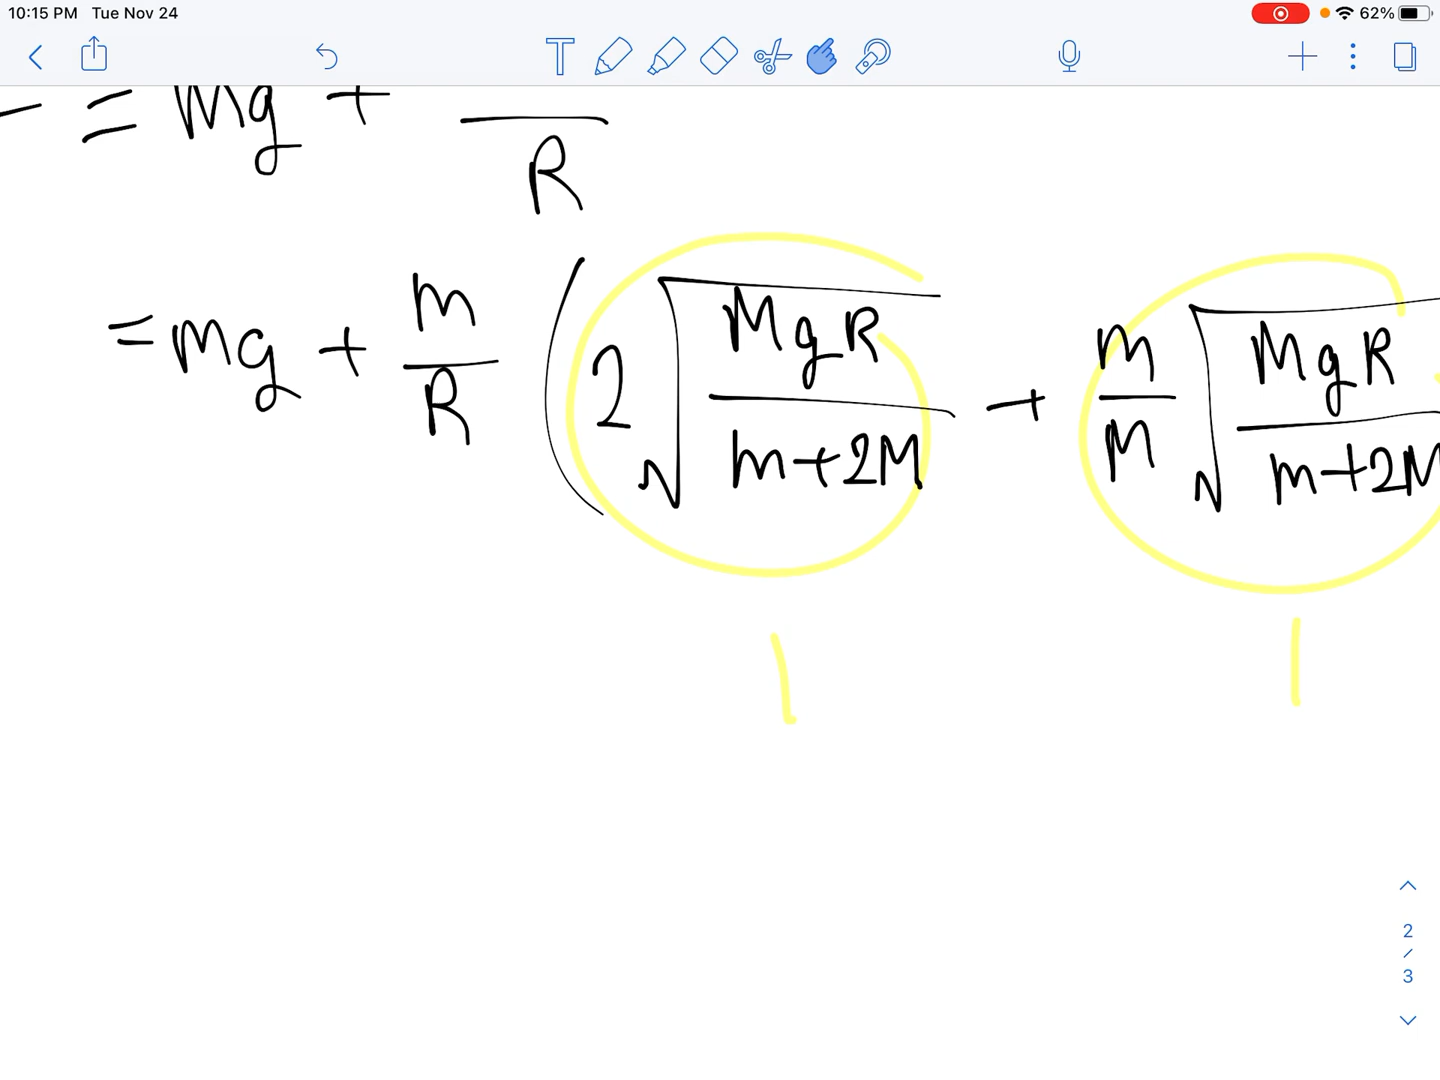 10:15 PM Tue Nov 24 62%
T
= mg + ─
R
= mg + m/R ( 2 √(MgR/(m+2M)) + m/M √(MgR/(m+2M))
2
/
3